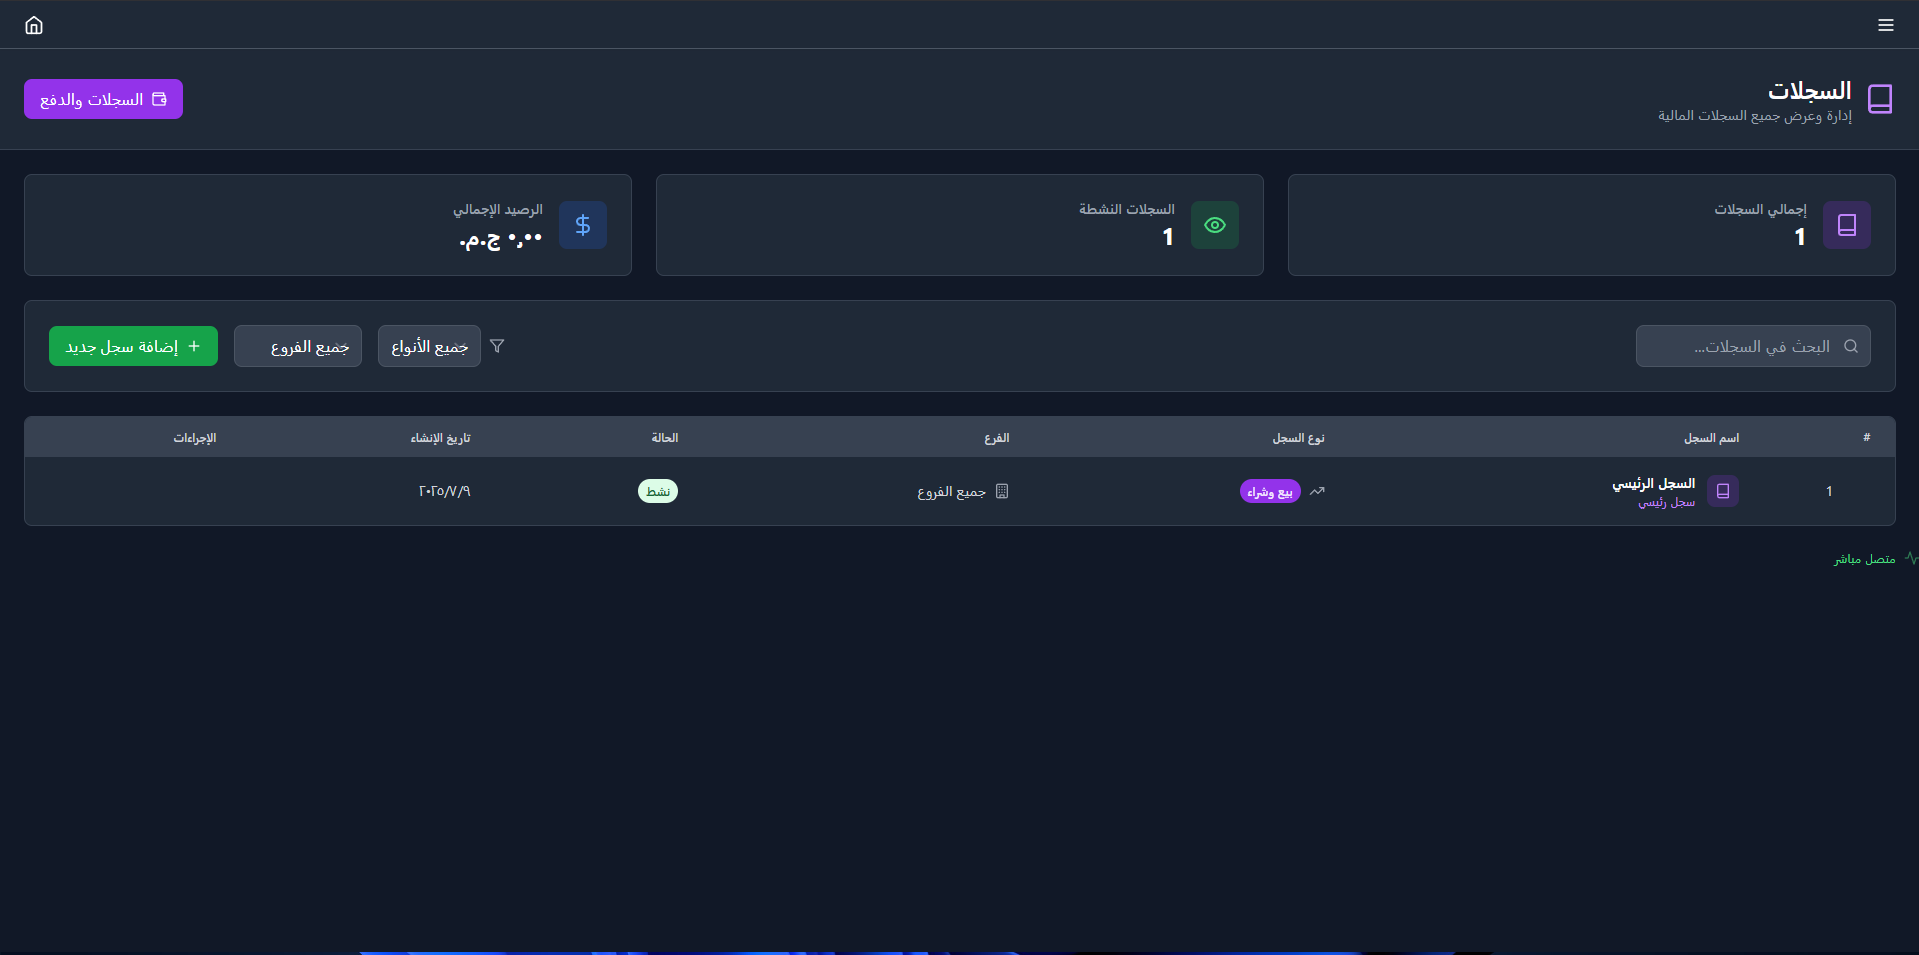 السجلات
إدارة وعرض جميع السجلات المالية
السجلات والدفع
إجمالي السجلات
1
السجلات النشطة
1
الرصيد الإجمالي
٠٫٠٠ ج.م.
البحث في السجلات...
جميع الأنواع
جميع الفروع
إضافة سجل جديد
# اسم السجل نوع السجل الفرع الحالة تاريخ الإنشاء الإجراءات
1 السجل الرئيسي بيع وشراء جميع الفروع نشط ٢٠٢٥/٧/٩
سجل رئيسي
متصل مباشر